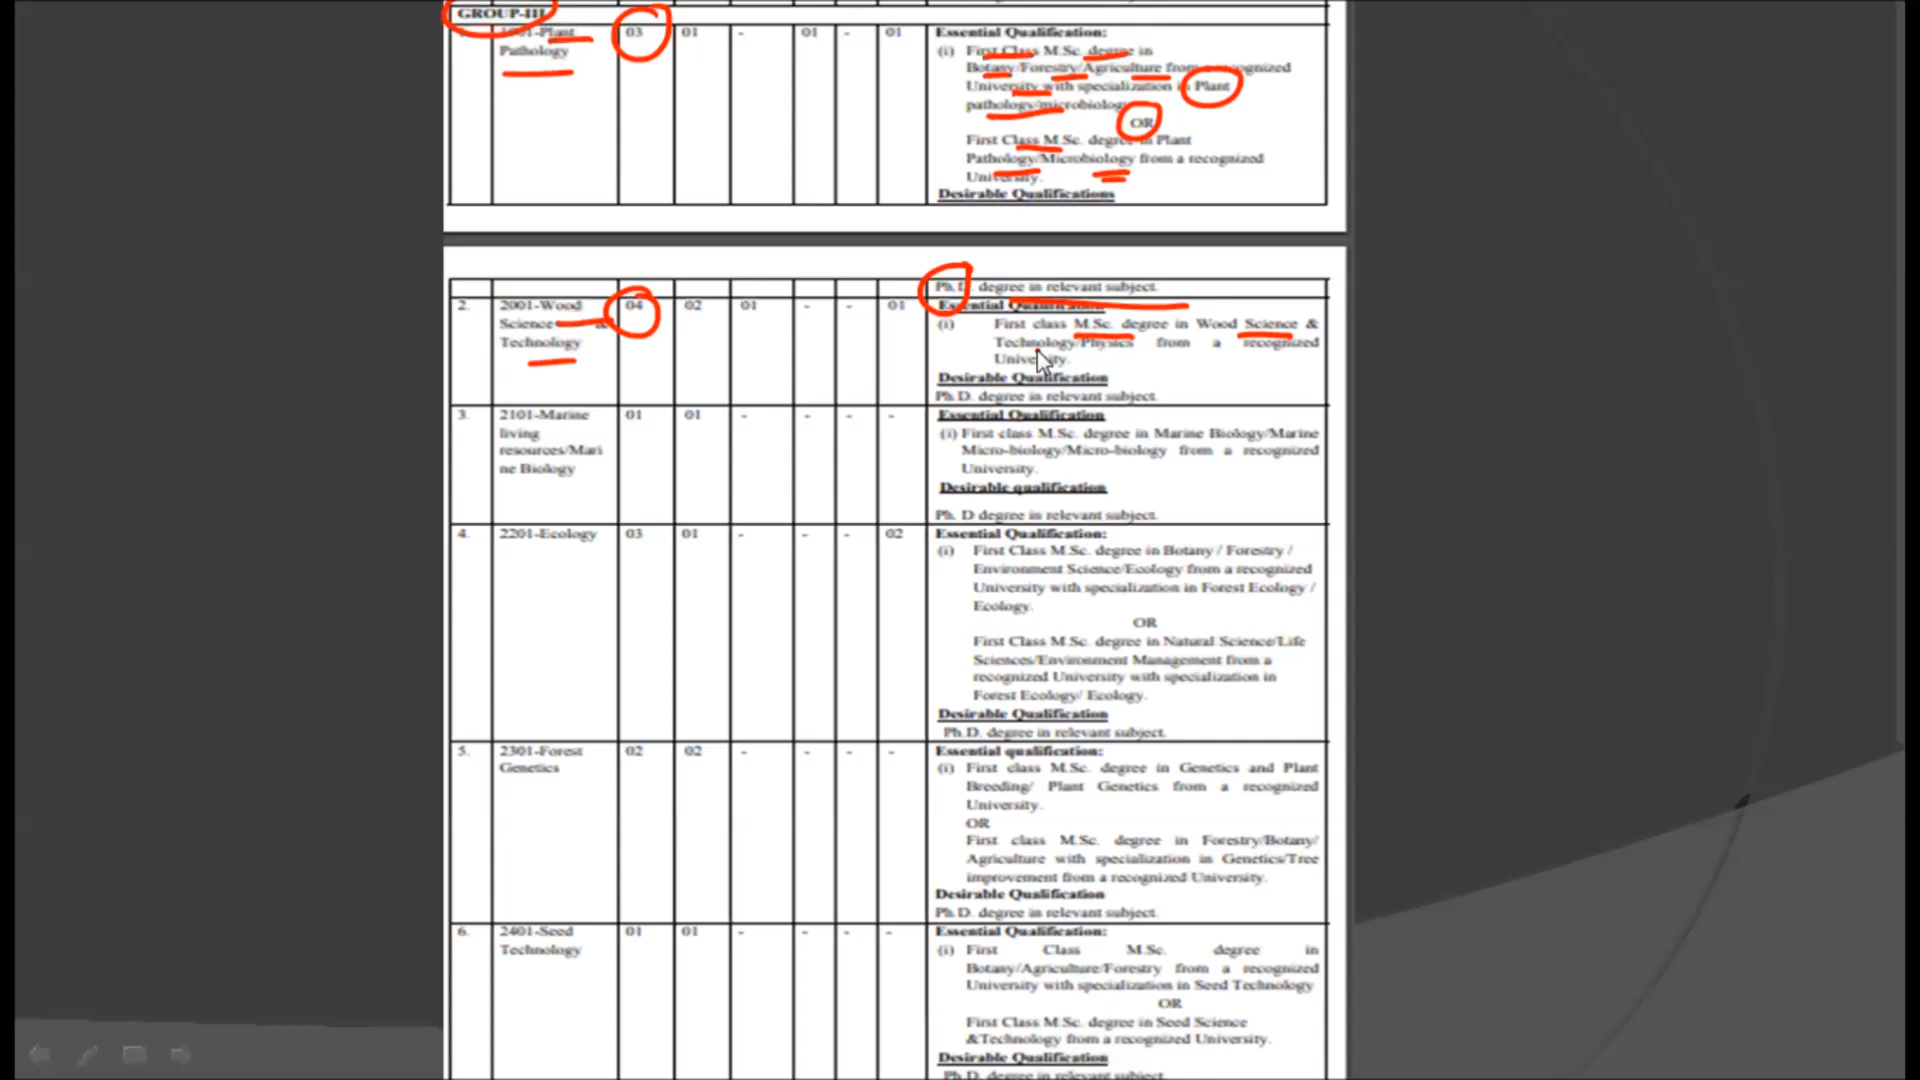 GROUP-III
1901-Plant 03 01 - 01 - 01 Essential Qualification:
Pathology
(i) First Class M.Sc. degree in
Botany/Forestry/Agriculture from a recognized
University with specialization in Plant
pathology/microbiology
OR
First Class M.Sc. degree in Plant
Pathology/Microbiology from a recognized
University.
Desirable Qualifications
Ph.D. degree in relevant subject.
2. 2001-Wood 04 02 01 - - 01 Essential Qualification
Science &
Technology
(i) First class M.Sc. degree in Wood Science &
Technology/Physics from a recognized
University.
Desirable Qualification
Ph.D. degree in relevant subject.
3. 2101-Marine 01 01 - - - - Essential Qualification
living
resources/Mari
ne Biology
(i) First class M.Sc. degree in Marine Biology/Marine
Micro-biology/Micro-biology from a recognized
University.
Desirable qualification
Ph. D degree in relevant subject.
4. 2201-Ecology 03 01 - - - 02 Essential Qualification:
(i) First Class M.Sc. degree in Botany / Forestry /
Environment Science/Ecology from a recognized
University with specialization in Forest Ecology /
Ecology.
OR
First Class M.Sc. degree in Natural Science/Life
Sciences/Environment Management from a
recognized University with specialization in
Forest Ecology/ Ecology.
Desirable Qualification
Ph.D. degree in relevant subject.
5. 2301-Forest 02 02 - - - - Essential qualification:
Genetics
(i) First class M.Sc. degree in Genetics and Plant
Breeding/ Plant Genetics from a recognized
University.
OR
First class M.Sc. degree in Forestry/Botany/
Agriculture with specialization in Genetics/Tree
improvement from a recognized University.
Desirable Qualification
Ph.D. degree in relevant subject.
6. 2401-Seed 01 01 - - - - Essential Qualification:
Technology
(i) First Class M.Sc. degree in
Botany/Agriculture/Forestry from a recognized
University with specialization in Seed Technology
OR
First Class M.Sc. degree in Seed Science
&Technology from a recognized University.
Desirable Qualification
Ph.D. degree in relevant subject.